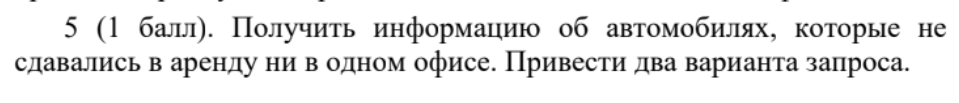 5 (1 балл). Получить информацию об автомобилях, которые не
сдавались в аренду ни в одном офисе. Привести два варианта запроса.